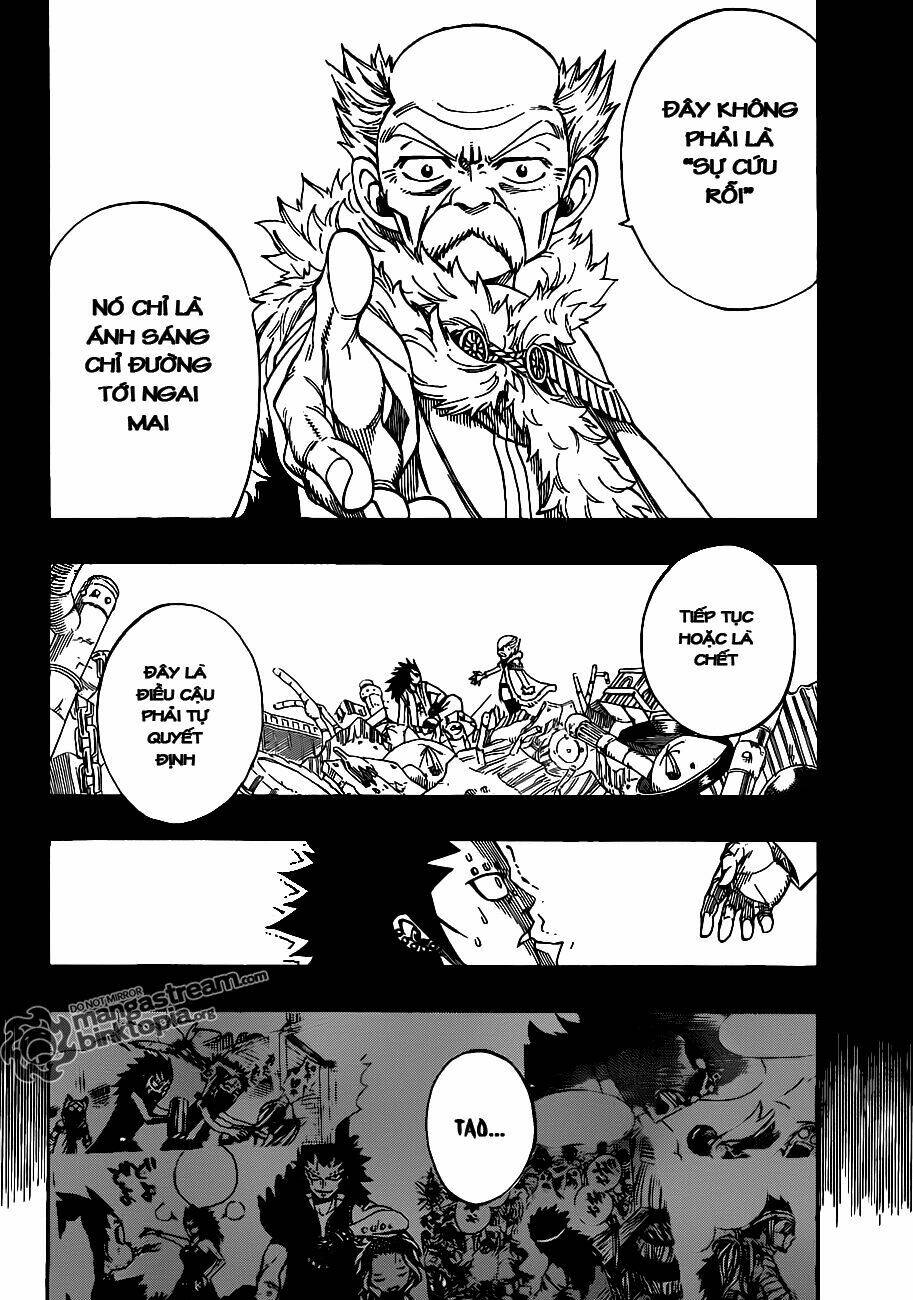 ĐÂY KHÔNG
PHẢI LÀ
"SỰ CỨU
RỖI"
NÓ CHỈ LÀ
ÁNH SÁNG
CHỈ ĐƯỜNG
TỚI NGAI
MAI
TIẾP TỤC
HOẶC LÀ
CHẾT
ĐÂY LÀ
ĐIỀU CẬU
PHẢI TỰ
QUYẾT
ĐỊNH
DO NOT MIRROR
mangastream.com
binktopia.org
TAO...